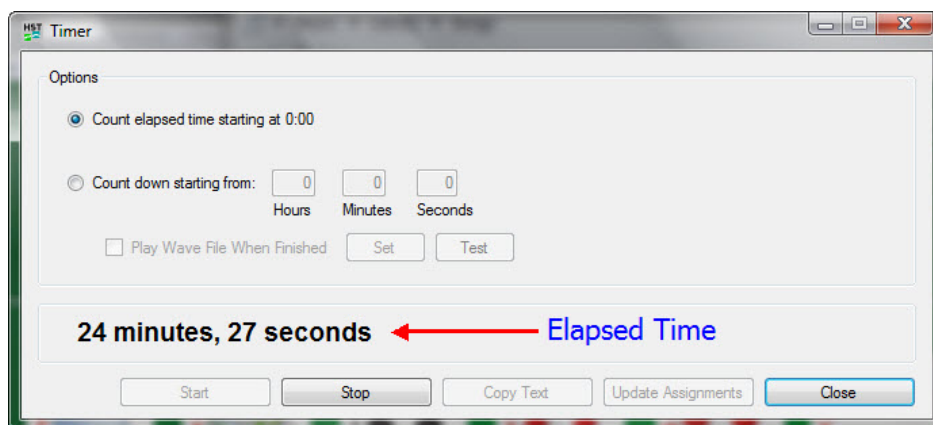 HST Timer
Options
Count elapsed time starting at 0:00
Count down starting from: 0 0 0
Hours Minutes Seconds
Play Wave File When Finished Set Test
24 minutes, 27 seconds Elapsed Time
Start Stop Copy Text Update Assignments Close